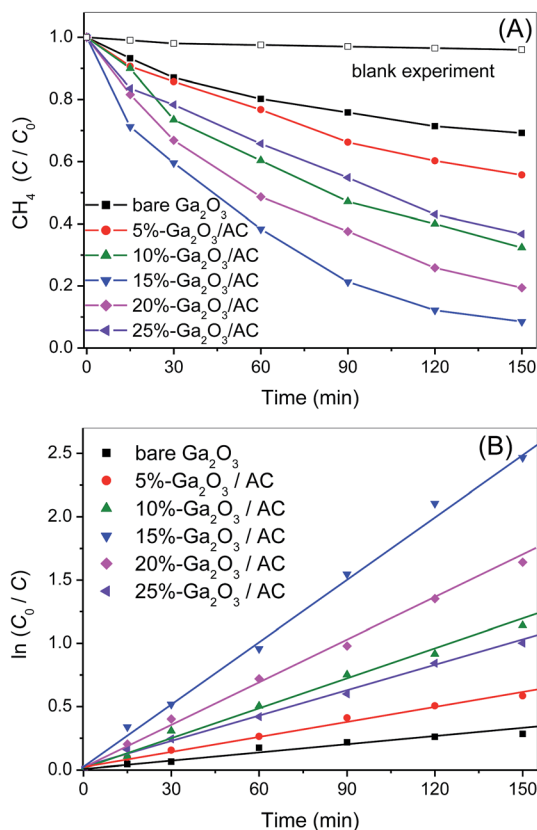 (A)
1.0
0.8
0.6
0.4
0.2
0.0
CH₄ (C / C₀)
blank experiment
bare Ga₂O₃
5%-Ga₂O₃/AC
10%-Ga₂O₃/AC
15%-Ga₂O₃/AC
20%-Ga₂O₃/AC
25%-Ga₂O₃/AC
0 30 60 90 120 150
Time (min)
(B)
2.5
2.0
1.5
1.0
0.5
0.0
ln (C₀ / C)
bare Ga₂O₃
5%-Ga₂O₃ / AC
10%-Ga₂O₃ / AC
15%-Ga₂O₃ / AC
20%-Ga₂O₃ / AC
25%-Ga₂O₃ / AC
0 30 60 90 120 150
Time (min)